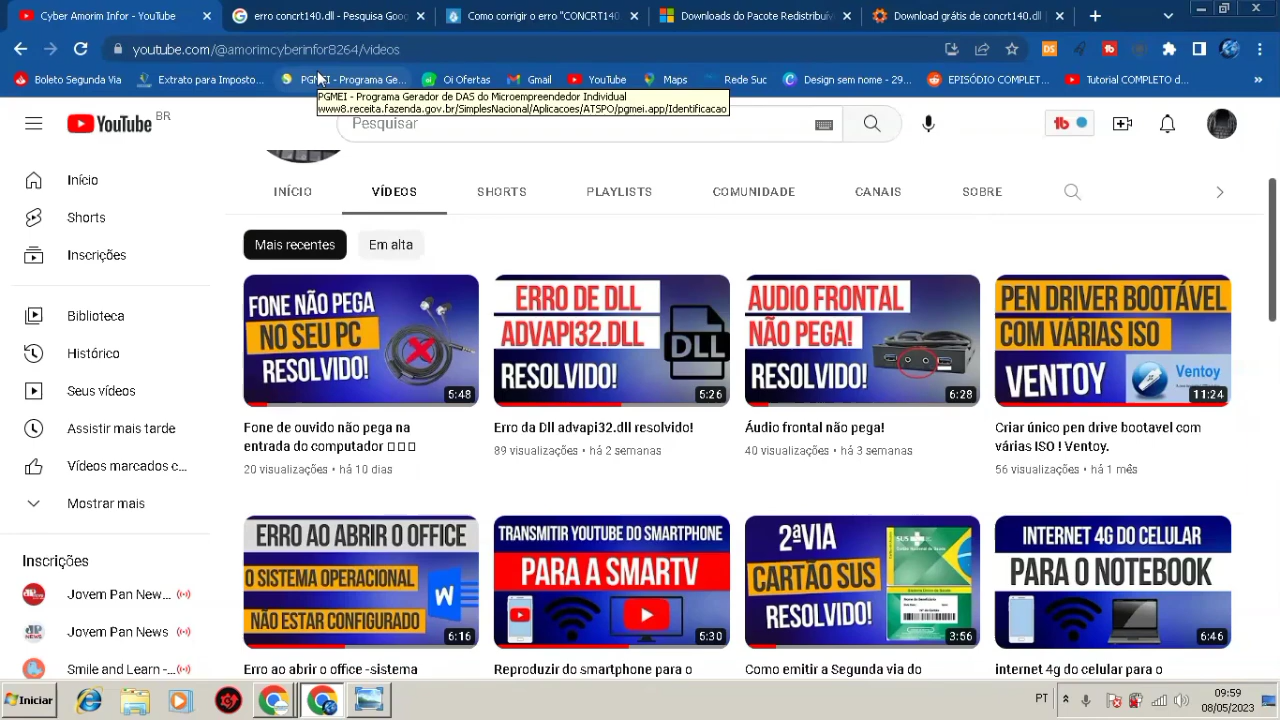 Cyber Amorim Infor - YouTube
erro concrt140.dll - Pesquisa Goo
Como corrigir o erro "CONCRT14
Downloads do Pacote Redistribuív
Download grátis de concrt140.dll
youtube.com/@amorimcyberinfor8264/videos
Boleto Segunda Via
Extrato para Imposto...
PGMEI - Programa Ge...
Oi Ofertas
Gmail
YouTube
Maps
Rede Suc
Design sem nome - 29...
EPISÓDIO COMPLET...
Tutorial COMPLETO d...
PGMEI - Programa Gerador de DAS do Microempreendedor Individual
www8.receita.fazenda.gov.br/SimplesNacional/Aplicacoes/ATSPO/pgmei.app/Identificacao
YouTube BR
Pesquisar
Início
Shorts
Inscrições
Biblioteca
Histórico
Seus vídeos
Assistir mais tarde
Vídeos marcados c...
Mostrar mais
Inscrições
Jovem Pan New...
Jovem Pan News
Smile and Learn -...
INÍCIO
VÍDEOS
SHORTS
PLAYLISTS
COMUNIDADE
CANAIS
SOBRE
Mais recentes
Em alta
FONE NÃO PEGA
NO SEU PC
RESOLVIDO!
5:48
Fone de ouvido não pega na
entrada do computador
20 visualizações • há 10 dias
ERRO DE DLL
ADVAPI32.DLL
RESOLVIDO!
DLL
5:26
Erro da Dll advapi32.dll resolvido!
89 visualizações • há 2 semanas
AUDIO FRONTAL
NÃO PEGA!
RESOLVIDO!
6:28
Áudio frontal não pega!
40 visualizações • há 3 semanas
PEN DRIVER BOOTÁVEL
COM VÁRIAS ISO
VENTOY
Ventoy
11:24
Criar único pen drive bootavel com
várias ISO ! Ventoy.
56 visualizações • há 1 mês
ERRO AO ABRIR O OFFICE
O SISTEMA OPERACIONAL
NÃO ESTAR CONFIGURADO
W
6:16
Erro ao abrir o office -sistema
TRANSMITIR YOUTUBE DO SMARTPHONE
PARA A SMARTV
5:30
Reproduzir do smartphone para o
2ªVIA
CARTÃO SUS
RESOLVIDO!
SUS
3:56
Como emitir a Segunda via do
INTERNET 4G DO CELULAR
PARA O NOTEBOOK
6:46
internet 4g do celular para o
Iniciar
PT
09:59
08/05/2023